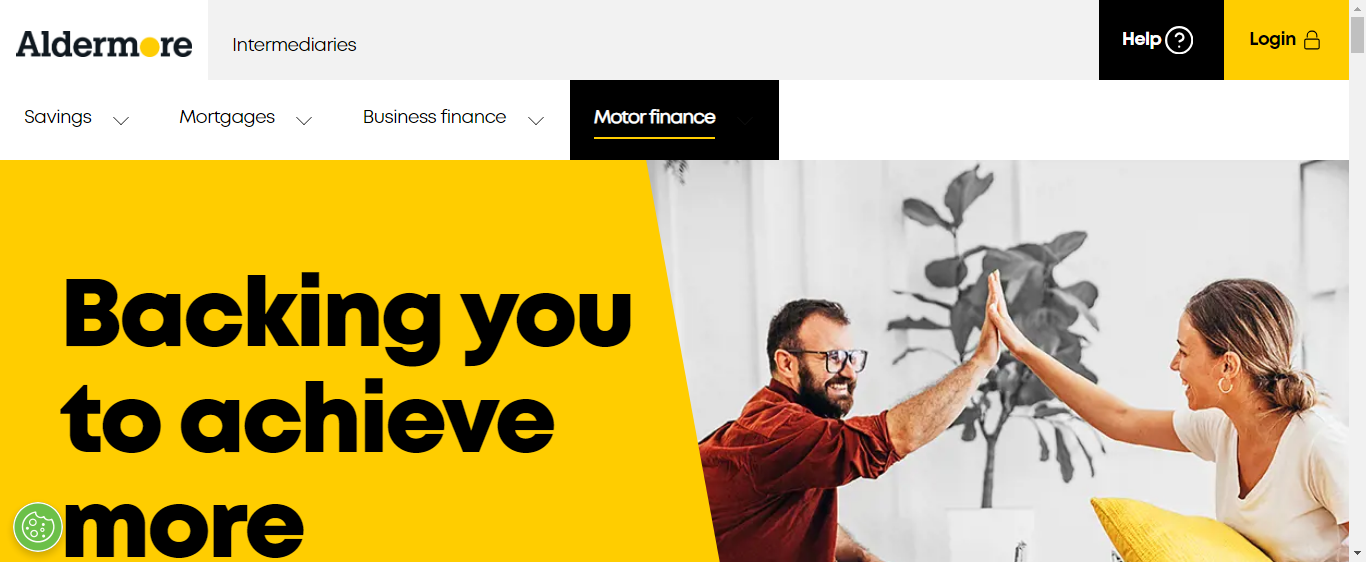 Aldermore
Intermediaries
Help
Login
Savings
Mortgages
Business finance
Motor finance
Backing you
to achieve
more